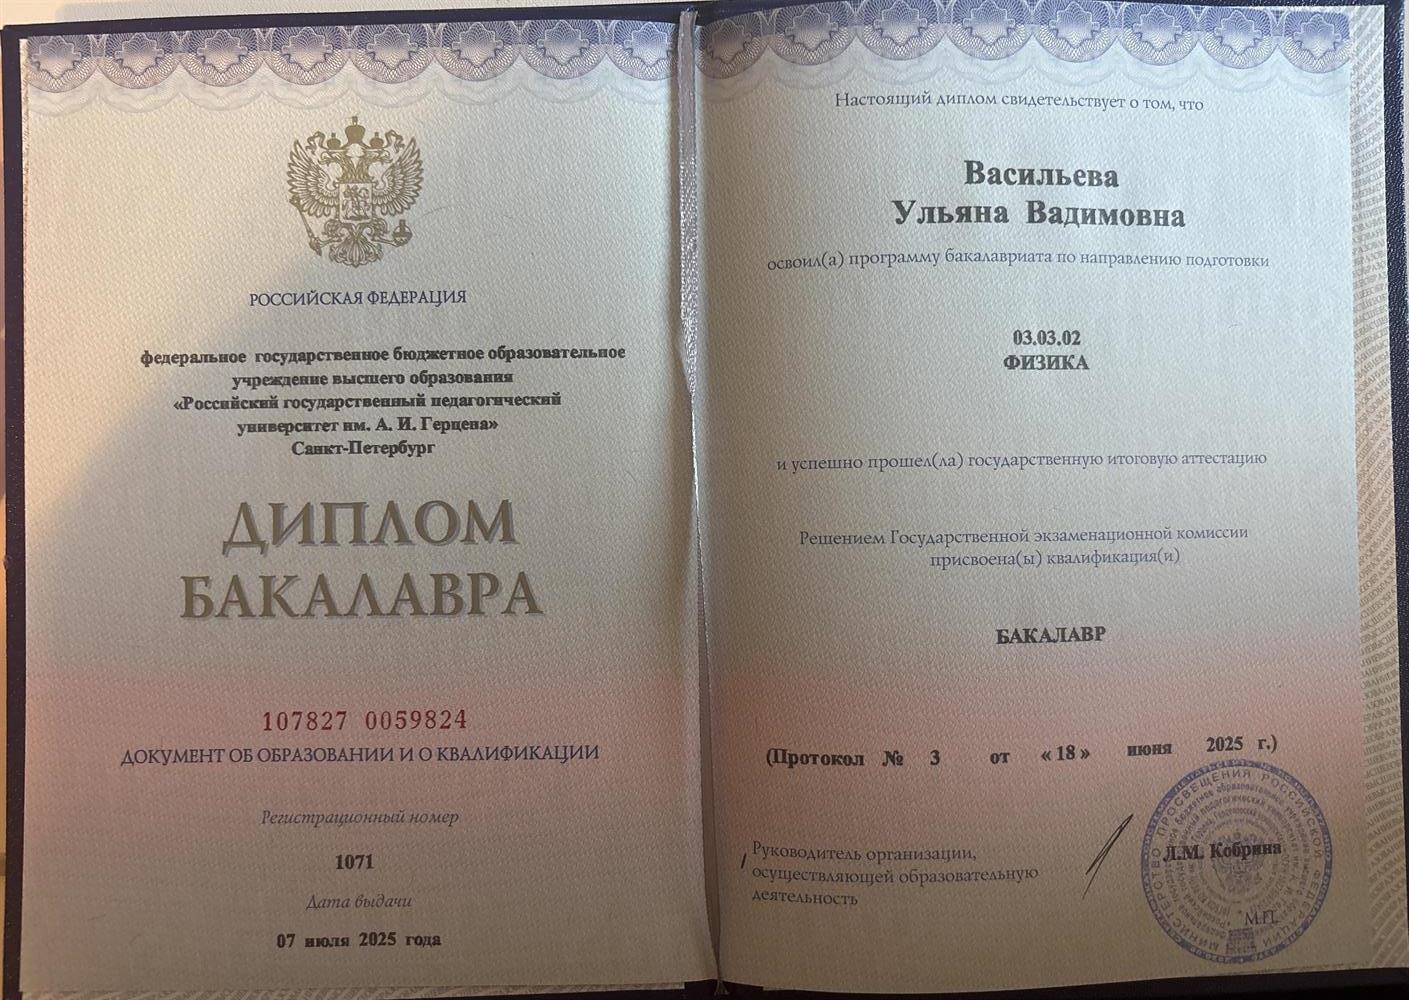 РОССИЙСКАЯ ФЕДЕРАЦИЯ
федеральное государственное бюджетное образовательное
учреждение высшего образования
«Российский государственный педагогический
университет им. А. И. Герцена»
Санкт-Петербург
ДИПЛОМ
БАКАЛАВРА
107827 0059824
ДОКУМЕНТ ОБ ОБРАЗОВАНИИ И О КВАЛИФИКАЦИИ
Регистрационный номер
1071
Дата выдачи
07 июля 2025 года
Настоящий диплом свидетельствует о том, что
Васильева
Ульяна Вадимовна
освоил(а) программу бакалавриата по направлению подготовки
03.03.02
ФИЗИКА
и успешно прошел(ла) государственную итоговую аттестацию
Решением Государственной экзаменационной комиссии
присвоена(ы) квалификация(и)
БАКАЛАВР
(Протокол № 3 от «18» июня 2025 г.)
Руководитель организации,
осуществляющей образовательную
деятельность
Л.М. Кобрина
М.П.
МИНИСТЕРСТВО ПРОСВЕЩЕНИЯ РОССИЙСКОЙ ФЕДЕРАЦИИ